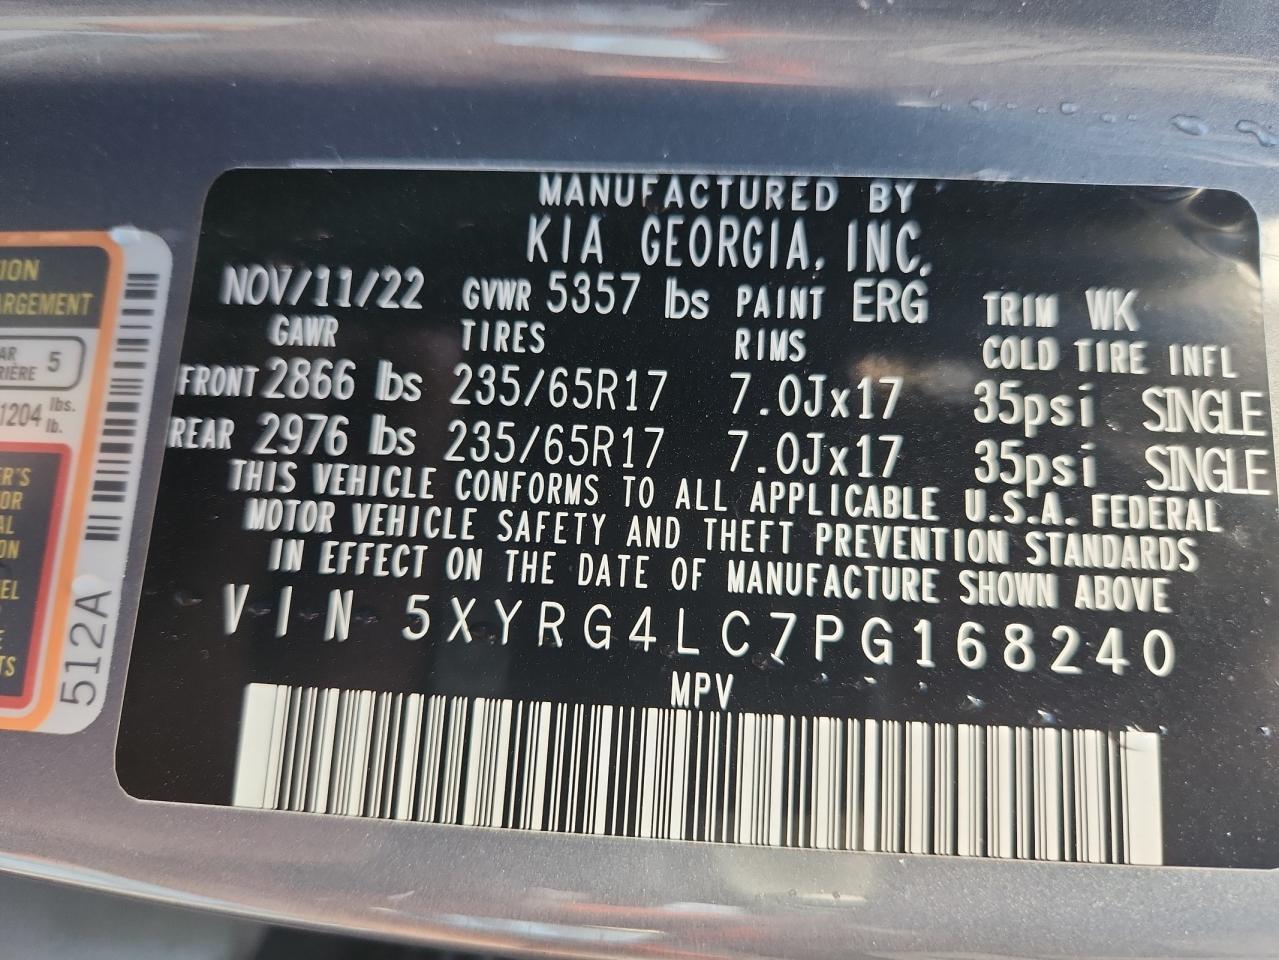 MANUFACTURED BY
KIA GEORGIA, INC.
NOV/11/22 GVWR 5357 lbs PAINT ERG TRIM WK
GAWR TIRES RIMS COLD TIRE INFL
FRONT 2866 lbs 235/65R17 7.0Jx17 35psi SINGLE
REAR 2976 lbs 235/65R17 7.0Jx17 35psi SINGLE
THIS VEHICLE CONFORMS TO ALL APPLICABLE U.S.A. FEDERAL
MOTOR VEHICLE SAFETY AND THEFT PREVENTION STANDARDS
IN EFFECT ON THE DATE OF MANUFACTURE SHOWN ABOVE
VIN 5XYRG4LC7PG168240
MPV
5
1204 lbs.
lb.
512A